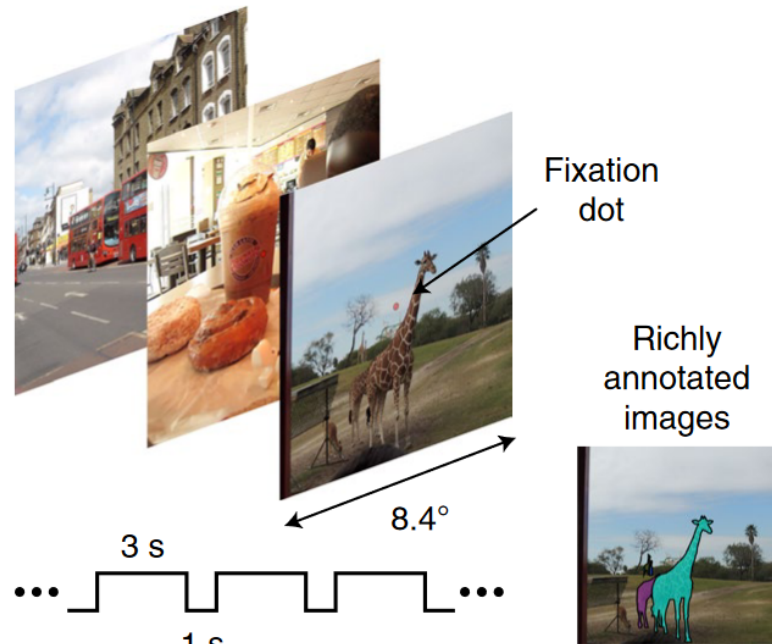 Fixation
dot
Richly
annotated
images
8.4°
3 s
1 s